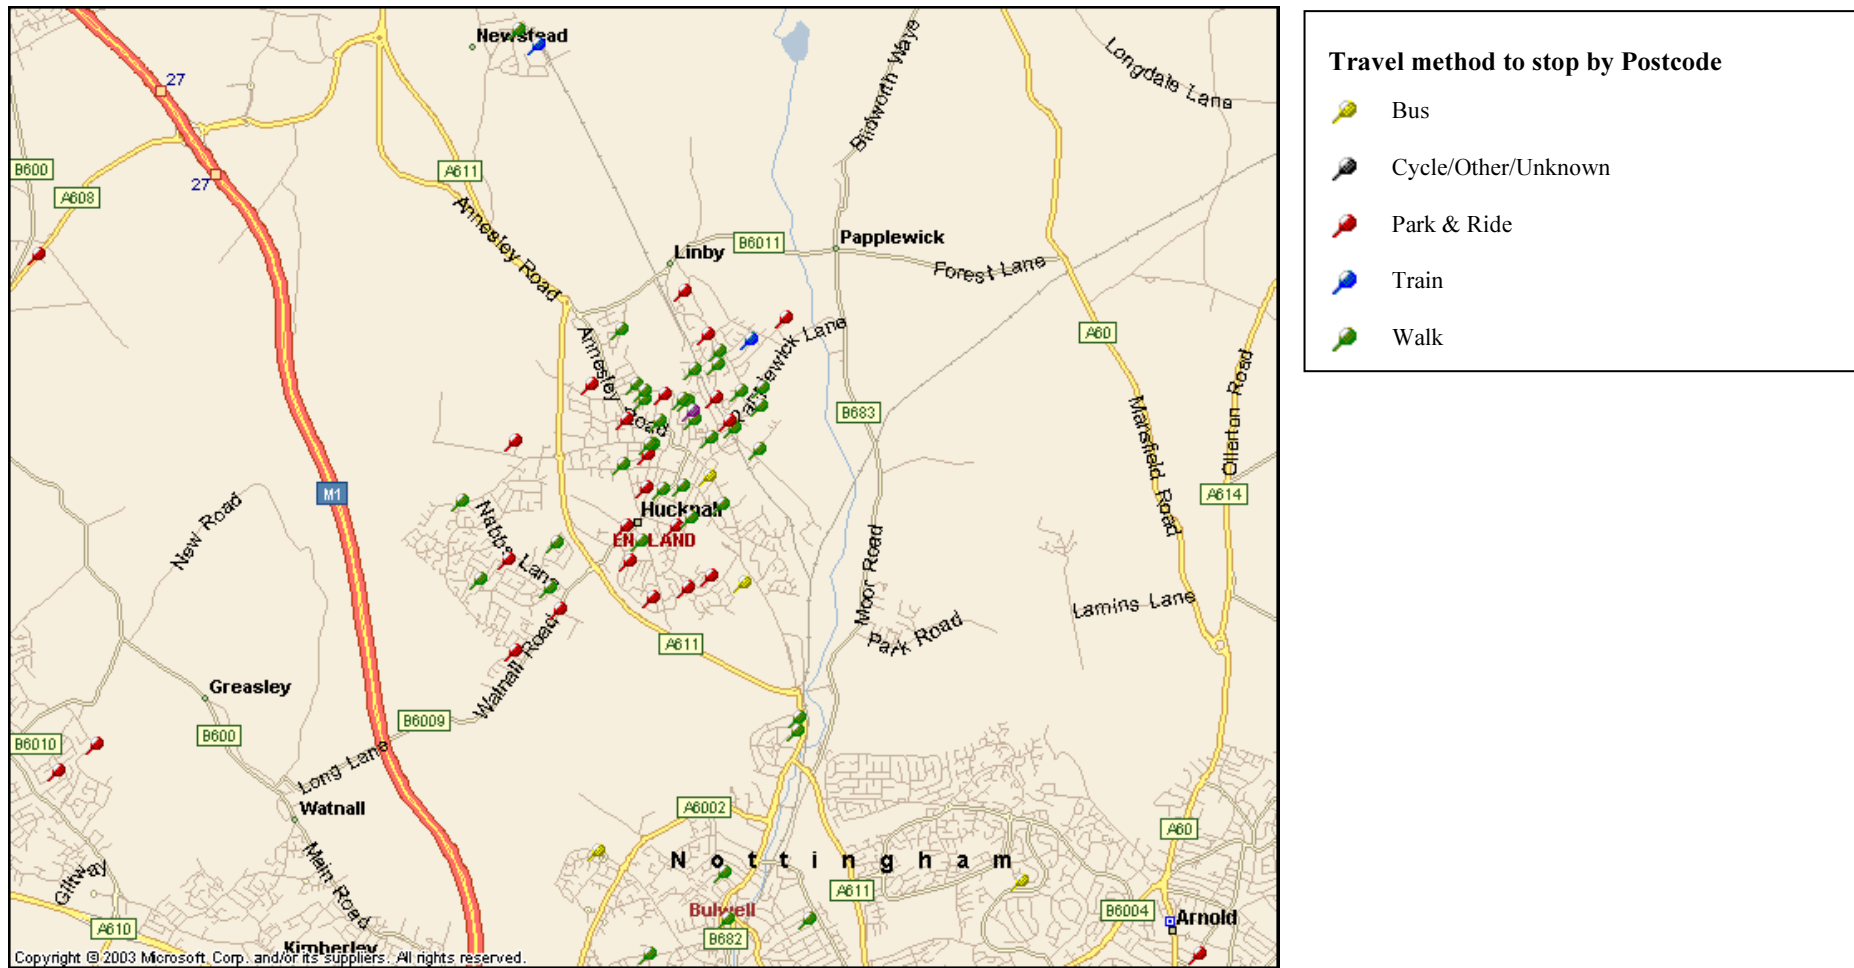 Newstead
27
Longdale Lane
Blidworth Waye
B600
A611
27
A608
Annesley Road
Linby
B6011
Papplewick
Forest Lane
A60
Annesley Road
Papplewick Lane
B683
Mansfield Road
Ollerton Road
A614
M1
New Road
Nabbs Lane
Hucknall
ENGLAND
Moor Road
Lamins Lane
Park Road
A611
Watnall Road
Greasley
B6009
B600
B6010
Long Lane
Watnall
A6002
A60
Main Road
Giltway
Nottingham
A611
Bulwell
B6004
Arnold
A610
B682
Kimberley
Copyright © 2003 Microsoft Corp. and/or its suppliers. All rights reserved.
Travel method to stop by Postcode
Bus
Cycle/Other/Unknown
Park & Ride
Train
Walk